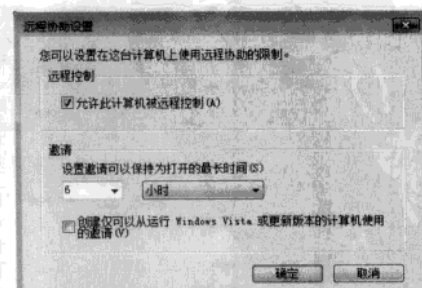 远程协助设置
您可以设置在这台计算机上使用远程协助的限制。
远程控制
允许此计算机被远程控制(A)
邀请
设置邀请可以保持为打开的最长时间(S)
6 小时
创建仅可以从运行 Windows Vista 或更新版本的计算机使用
的邀请(V)
确定 取消